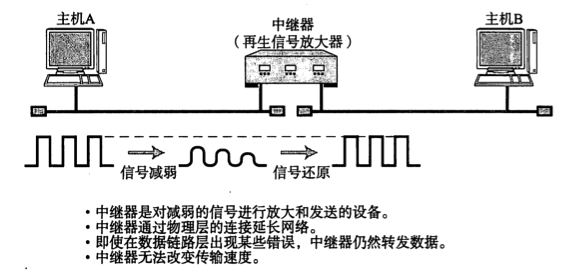 主机A
中继器
（再生信号放大器）
主机B
信号减弱
信号还原
・中继器是对减弱的信号进行放大和发送的设备。
・中继器通过物理层的连接延长网络。
・即使在数据链路层出现某些错误，中继器仍然转发数据。
・中继器无法改变传输速度。